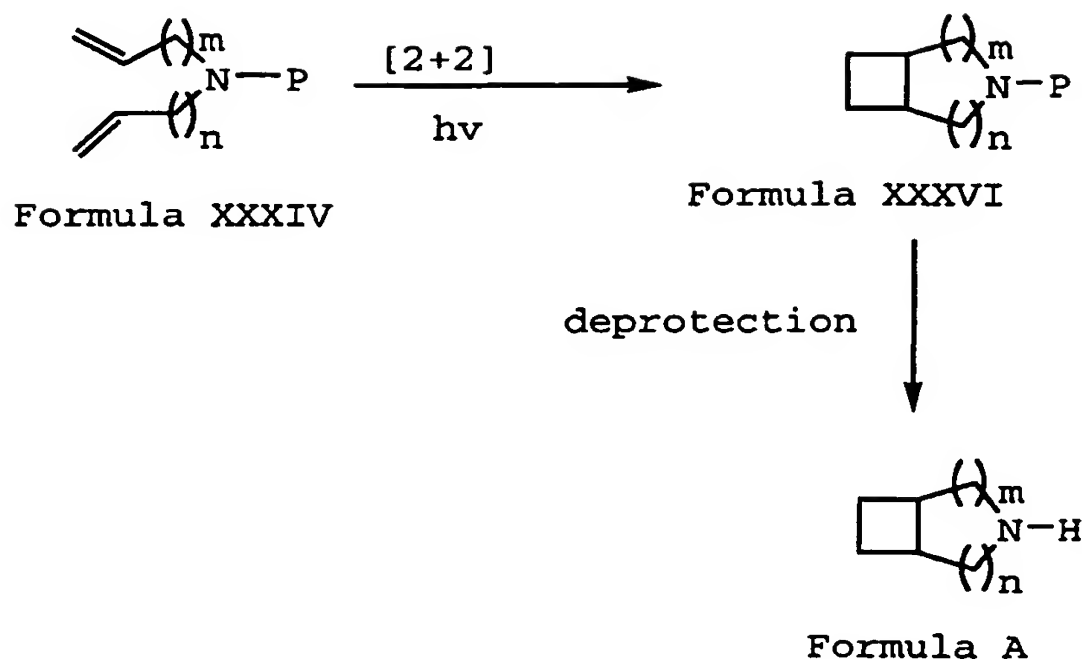 ( )m
N—P
( )n
Formula XXXIV
[2+2]
hv
( )m
N—P
( )n
Formula XXXVI
deprotection
( )m
N—H
( )n
Formula A